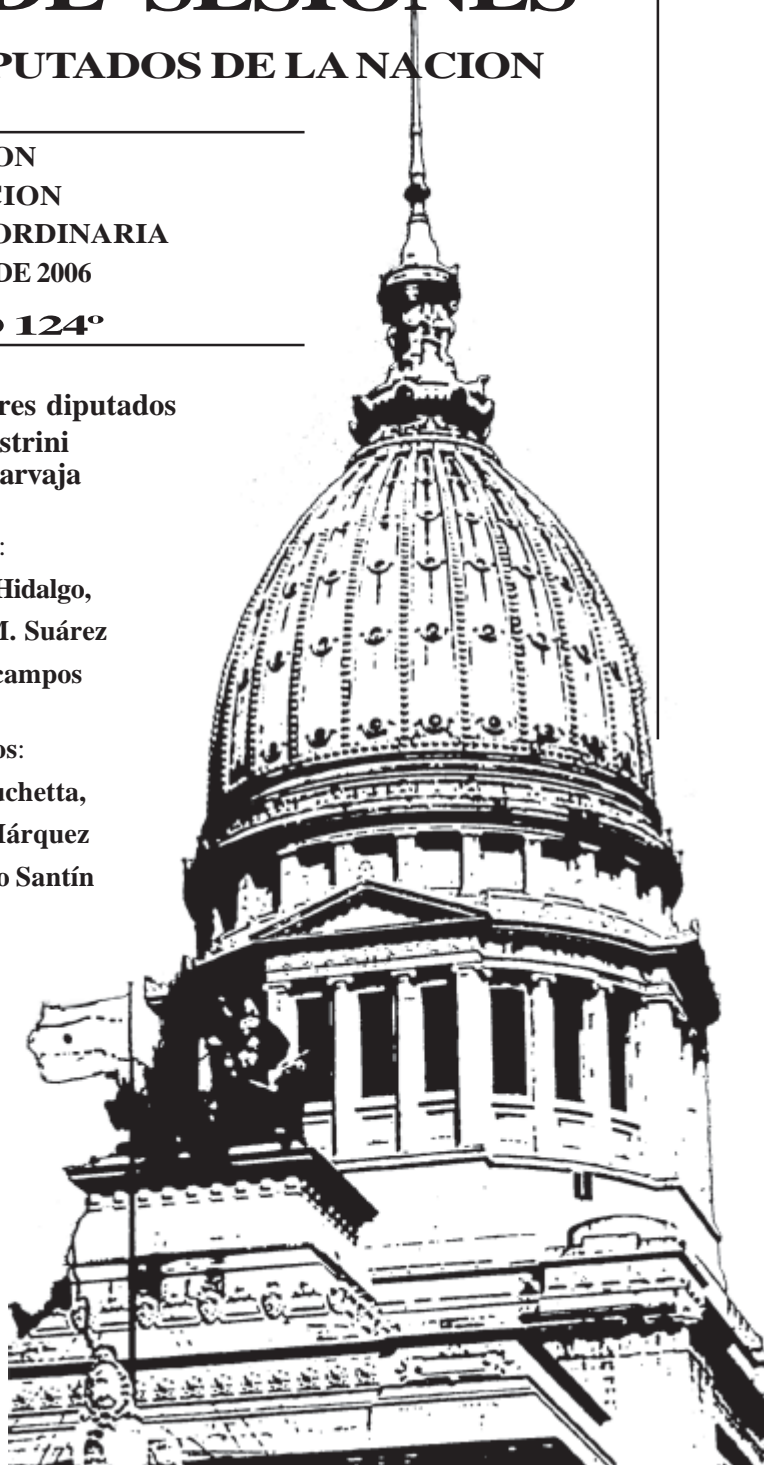 DE SESIONES
PUTADOS DE LA NACION
ON
CION
ORDINARIA
DE 2006
o 124º
res diputados
strini
arvaja
:
Hidalgo,
M. Suárez
campos
os:
uchetta,
Márquez
o Santín